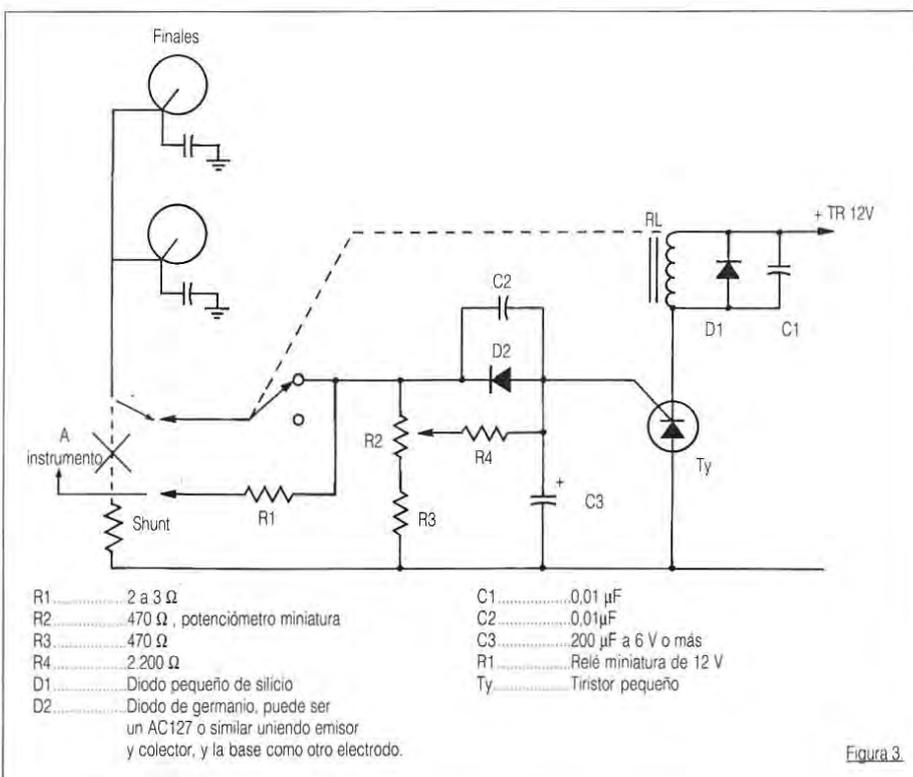 Finales
RL
+ TR 12V
C2
D2
D1
C1
A
instrumento
R2
R4
Ty
+
C3
R1
R3
Shunt
R1 2 a 3 Ω
R2 470 Ω , potenciómetro miniatura
R3 470 Ω
R4 2.200 Ω
D1 Diodo pequeño de silicio
D2 Diodo de germanio, puede ser
un AC127 o similar uniendo emisor
y colector, y la base como otro electrodo.
C1 0,01 µF
C2 0,01µF
C3 200 µF a 6 V o más
R1 Relé miniatura de 12 V
Ty Tiristor pequeño
Figura 3.